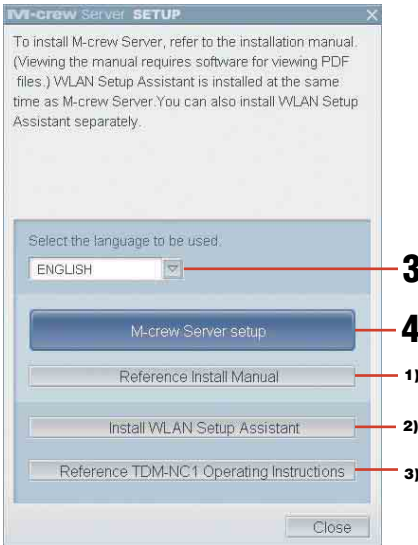 M-crew Server SETUP
To install M-crew Server, refer to the installation manual.
(Viewing the manual requires software for viewing PDF
files.) WLAN Setup Assistant is installed at the same
time as M-crew Server.You can also install WLAN Setup
Assistant separately.
Select the language to be used.
ENGLISH
3
M-crew Server setup
4
Reference Install Manual
1)
Install WLAN Setup Assistant
2)
Reference TDM-NC1 Operating Instructions
3)
Close